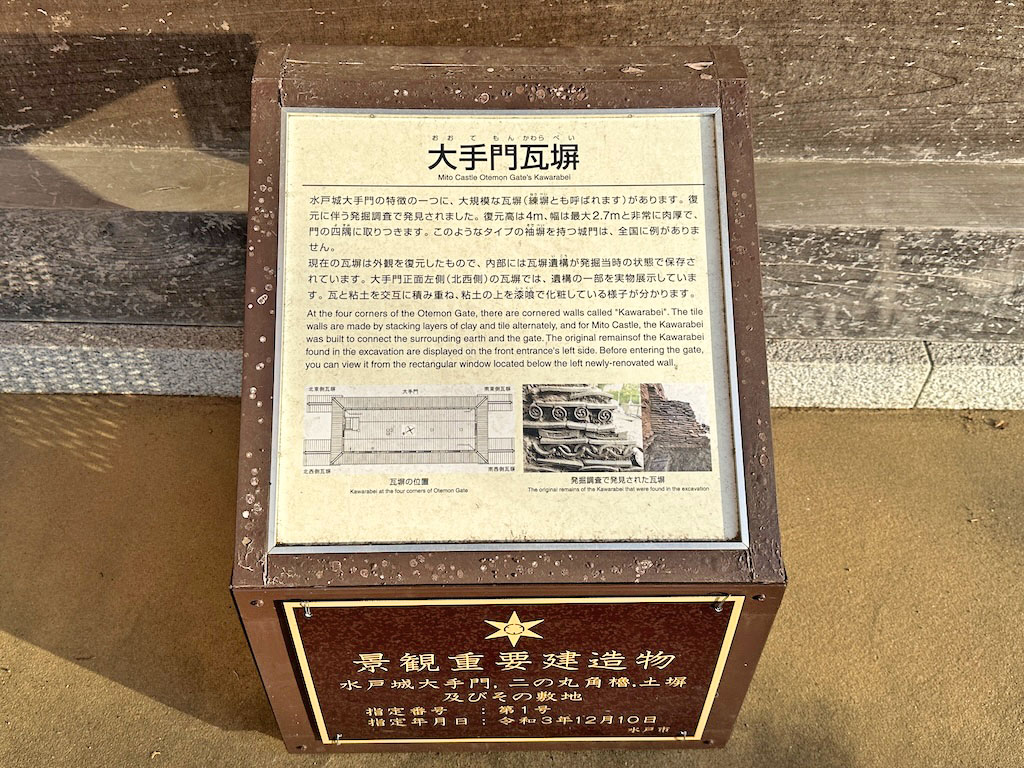 おおてもんかわらべい
大手門瓦塀
Mito Castle Otemon Gate's Kawarabei
水戸城大手門の特徴の一つに、大規模な瓦塀（練塀とも呼ばれます）があります。復
元に伴う発掘調査で発見されました。復元高は4m、幅は最大2.7mと非常に肉厚で、
門の四隅に取りつきます。このようなタイプの袖塀を持つ城門は、全国に例がありま
せん。
現在の瓦塀は外観を復元したもので、内部には瓦塀遺構が発掘当時の状態で保存さ
れています。大手門正面左側（北西側）の瓦塀では、遺構の一部を実物展示していま
す。瓦と粘土を交互に積み重ね、粘土の上を漆喰で化粧している様子が分かります。
At the four corners of the Otemon Gate, there are cornered walls called "Kawarabei". The tile
walls are made by stacking layers of clay and tile alternately, and for Mito Castle, the Kawarabei
was built to connect the surrounding earth and the gate. The original remainsof the Kawarabei
found in the excavation are displayed on the front entrance's left side. Before entering the gate,
you can view it from the rectangular window located below the left newly-renovated wall.
北東側瓦塀
大手門
南東側瓦塀
北西側瓦塀
南西側瓦塀
瓦塀の位置
Kawarabei at the four corners of Otemon Gate
発掘調査で発見された瓦塀
The original remains of the Kawarabei that were found in the excavation
景観重要建造物
水戸城大手門，二の丸角櫓，土塀
及びその敷地
指定番号 ：第1号
指定年月日：令和3年12月10日
水戸市